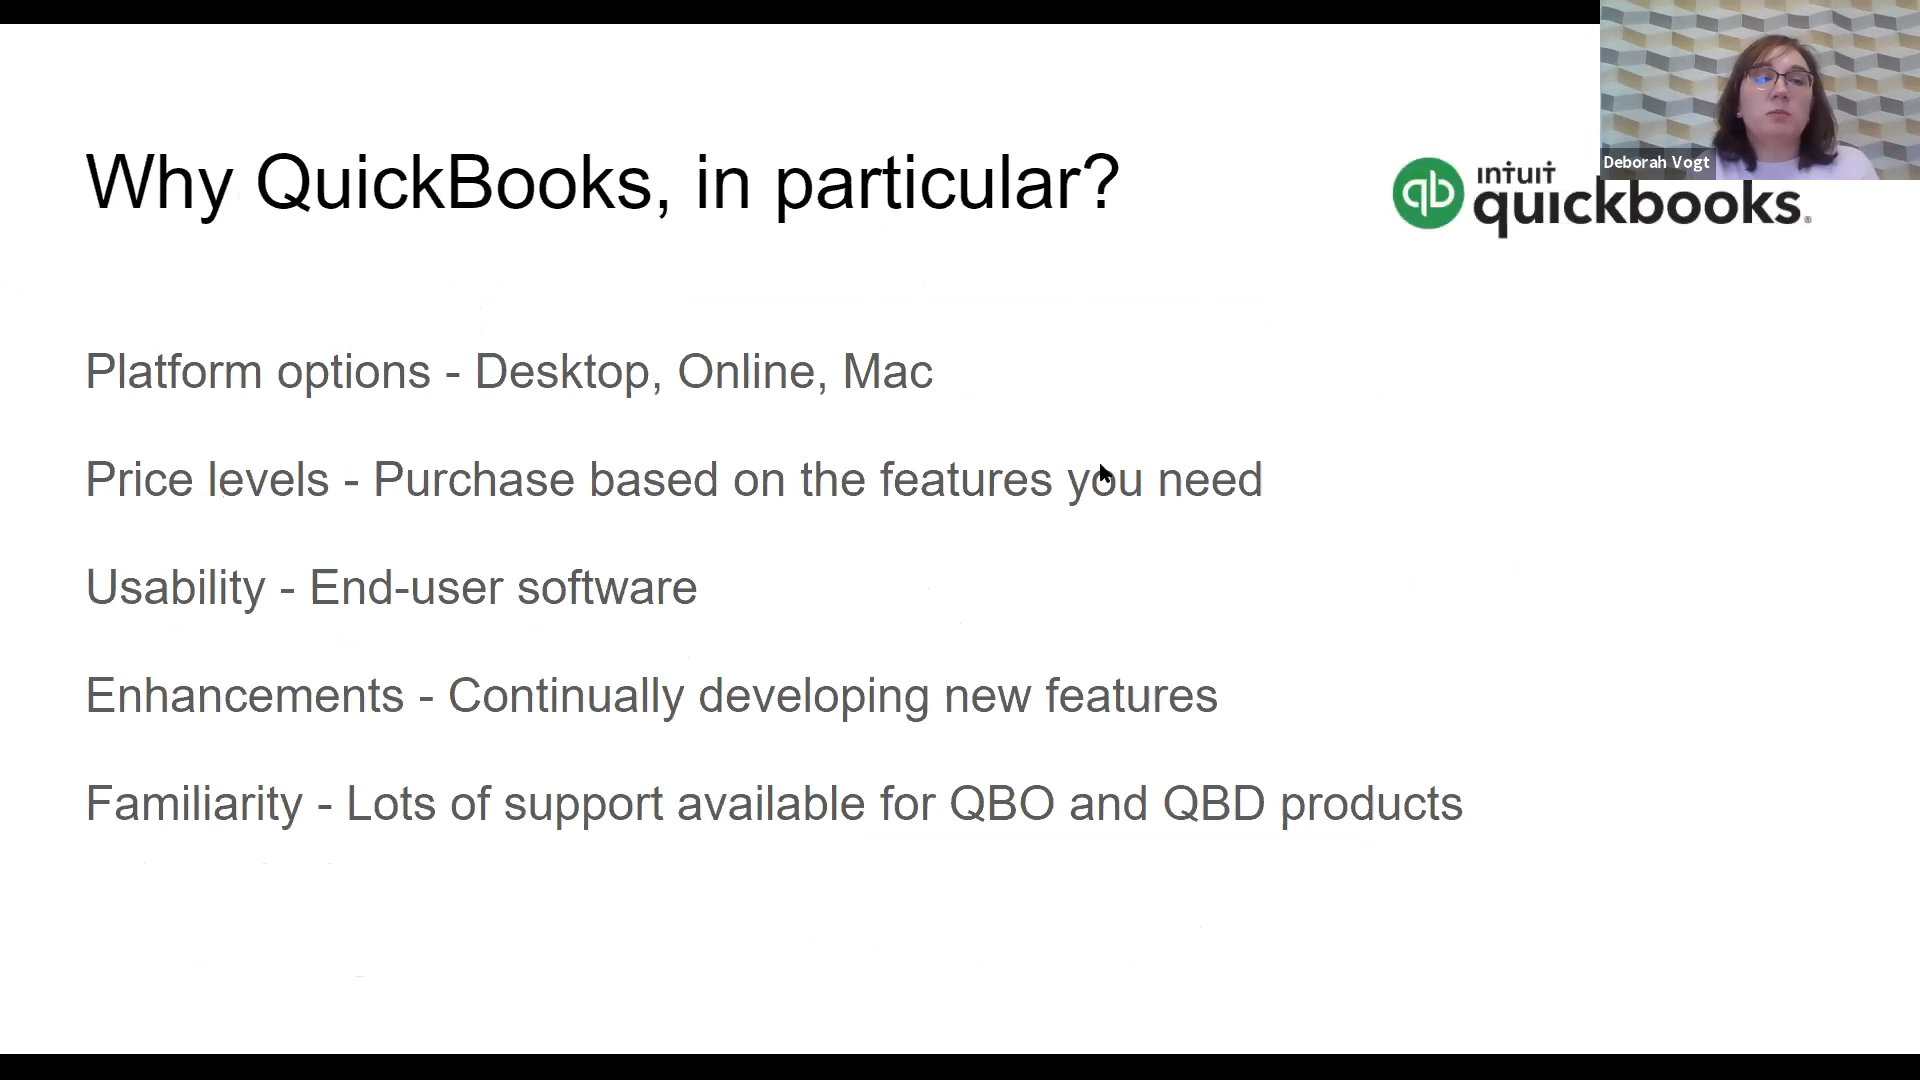 Deborah Vogt
Why QuickBooks, in particular?
qb intuit
quickbooks.
Platform options - Desktop, Online, Mac
Price levels - Purchase based on the features you need
Usability - End-user software
Enhancements - Continually developing new features
Familiarity - Lots of support available for QBO and QBD products